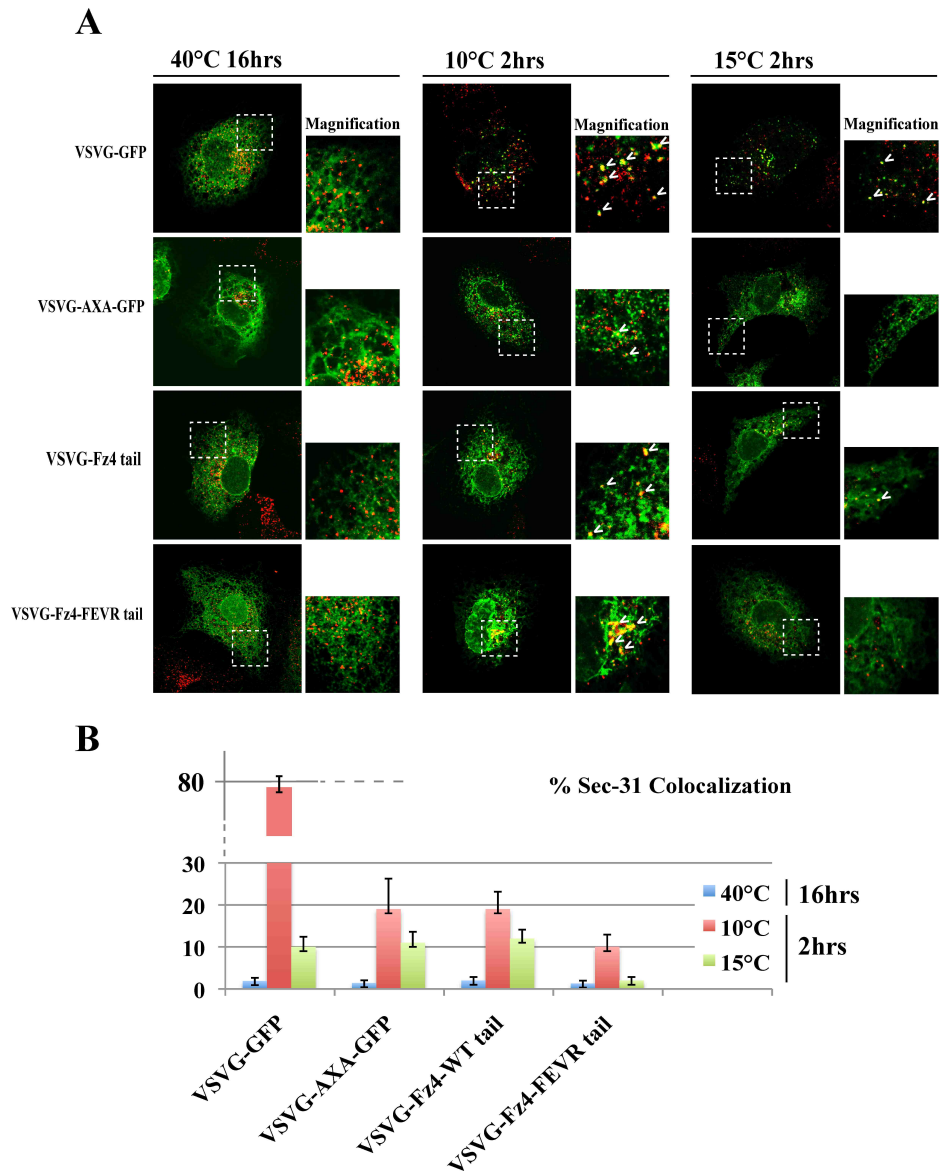 A
40°C 16hrs
10°C 2hrs
15°C 2hrs
VSVG-GFP
Magnification
Magnification
Magnification
VSVG-AXA-GFP
VSVG-Fz4 tail
VSVG-Fz4-FEVR tail
B
80
% Sec-31 Colocalization
30
20
10
0
40°C
16hrs
10°C
2hrs
15°C
VSVG-GFP
VSVG-AXA-GFP
VSVG-Fz4-WT tail
VSVG-Fz4-FEVR tail